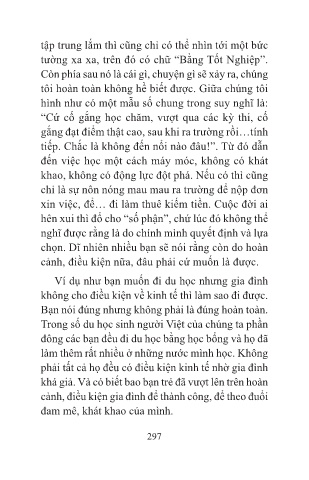 tập trung lắm thì cũng chỉ có thể nhìn tới một bức
tường xa xa, trên đó có chữ “Bằng Tốt Nghiệp”.
Còn phía sau nó là cái gì, chuyện gì sẽ xảy ra, chúng
tôi hoàn toàn không hề biết được. Giữa chúng tôi
hình như có một mẫu số chung trong suy nghĩ là:
“Cứ cố gắng học chăm, vượt qua các kỳ thi, cố
gắng đạt điểm thật cao, sau khi ra trường rồi…tính
tiếp. Chắc là không đến nỗi nào đâu!”. Từ đó dẫn
đến việc học một cách máy móc, không có khát
khao, không có động lực đột phá. Nếu có thì cũng
chỉ là sự nôn nóng mau mau ra trường để nộp đơn
xin việc, để… đi làm thuê kiếm tiền. Cuộc đời ai
hên xui thì đổ cho “số phận”, chứ lúc đó không thể
nghĩ được rằng là do chính mình quyết định và lựa
chọn. Dĩ nhiên nhiều bạn sẽ nói rằng còn do hoàn
cảnh, điều kiện nữa, đâu phải cứ muốn là được.
Ví dụ như bạn muốn đi du học nhưng gia đình
không cho điều kiện về kinh tế thì làm sao đi được.
Bạn nói đúng nhưng không phải là đúng hoàn toàn.
Trong số du học sinh người Việt của chúng ta phần
đông các bạn đều đi du học bằng học bổng và họ đã
làm thêm rất nhiều ở những nước mình học. Không
phải tất cả họ đều có điều kiện kinh tế nhờ gia đình
khá giả. Và có biết bao bạn trẻ đã vượt lên trên hoàn
cảnh, điều kiện gia đình để thành công, để theo đuổi
đam mê, khát khao của mình.
297